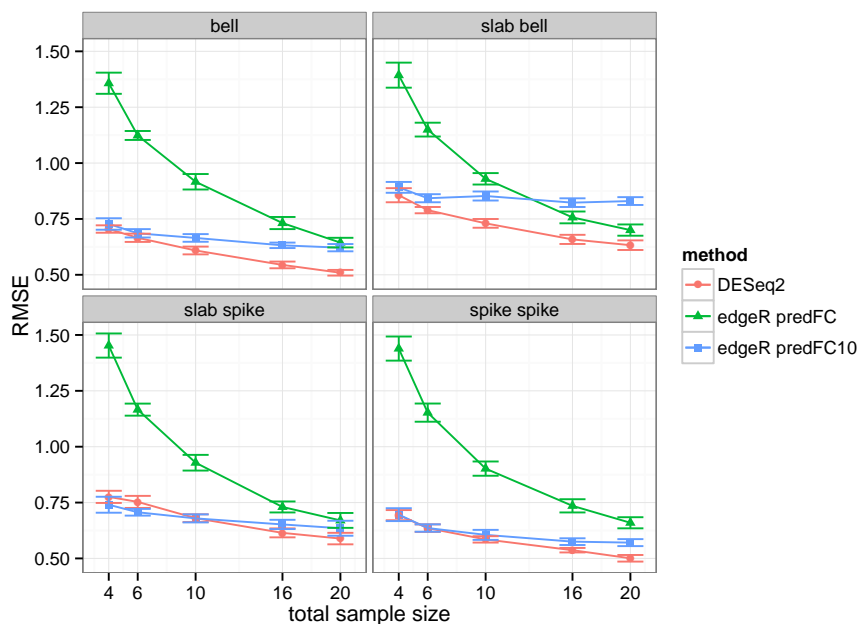 bell
slab bell
1.50
1.25
1.00
0.75
0.50
slab spike
spike spike
1.50
1.25
1.00
0.75
0.50
4 6 10 16 20
4 6 10 16 20
total sample size
RMSE
method
DESeq2
edgeR predFC
edgeR predFC10